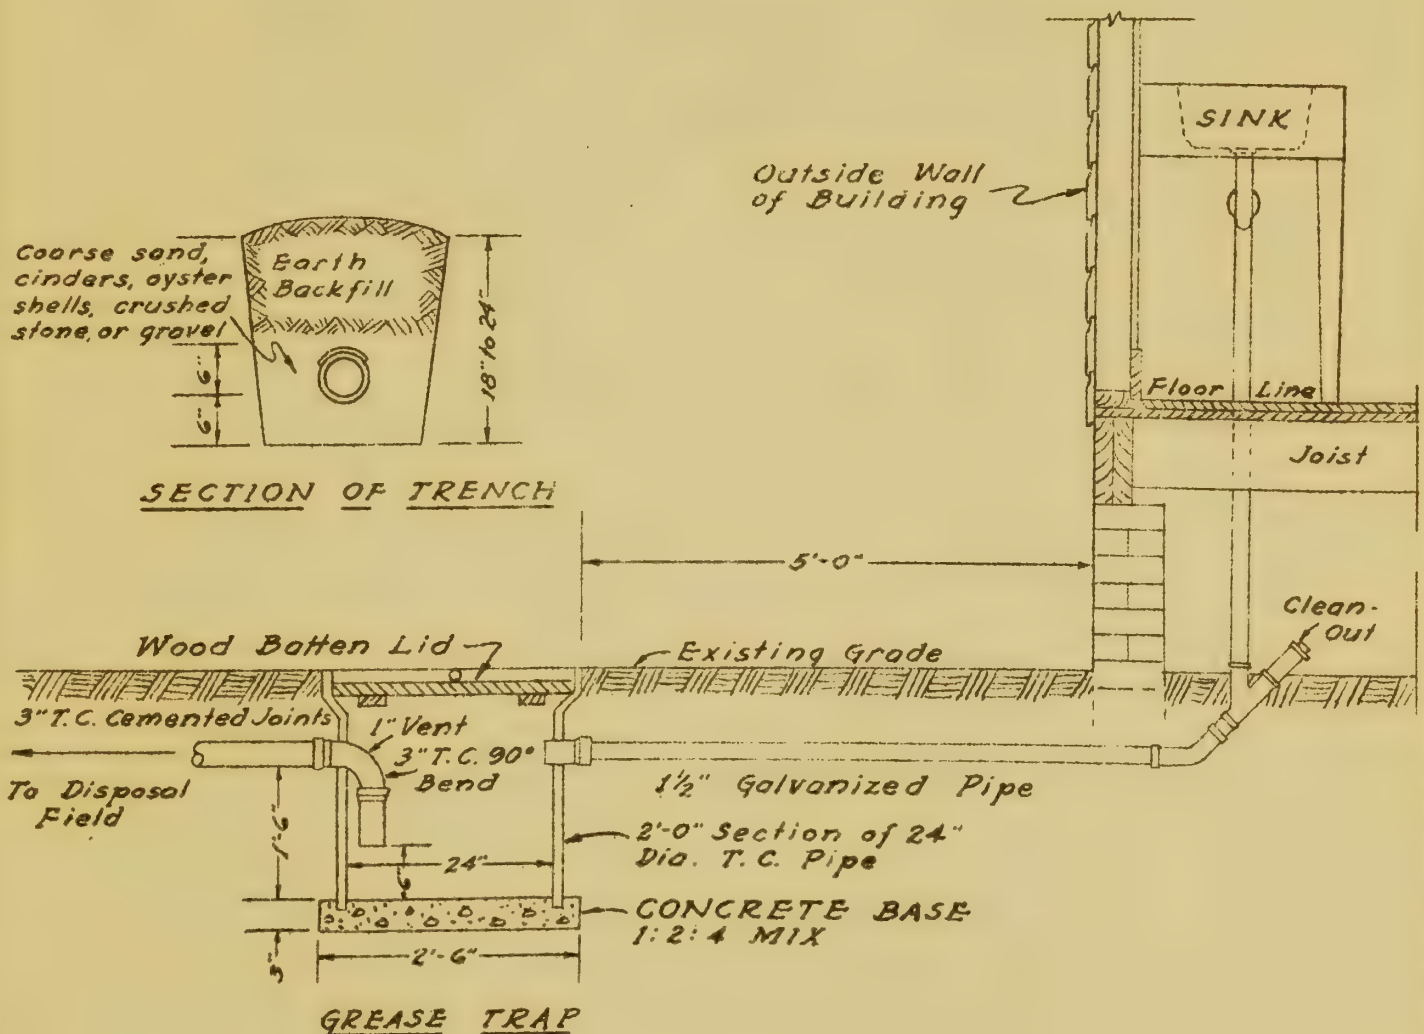 SINK
Outside Wall
of Building
Coarse sand,
cinders, oyster
shells, crushed
stone, or gravel
Earth
Backfill
18" to 24"
6"
6"
Floor Line
Joist
SECTION OF TRENCH
5'-0"
Clean-
out
Wood Batten Lid
Existing Grade
3" T.C. Cemented Joints
1" Vent
3" T.C. 90°
Bend
To Disposal
Field
1½" Galvanized Pipe
1'-6"
2'-0" Section of 24"
Dia. T.C. Pipe
24"
6
CONCRETE BASE
1:2:4 MIX
3"
2'-6"
GREASE TRAP